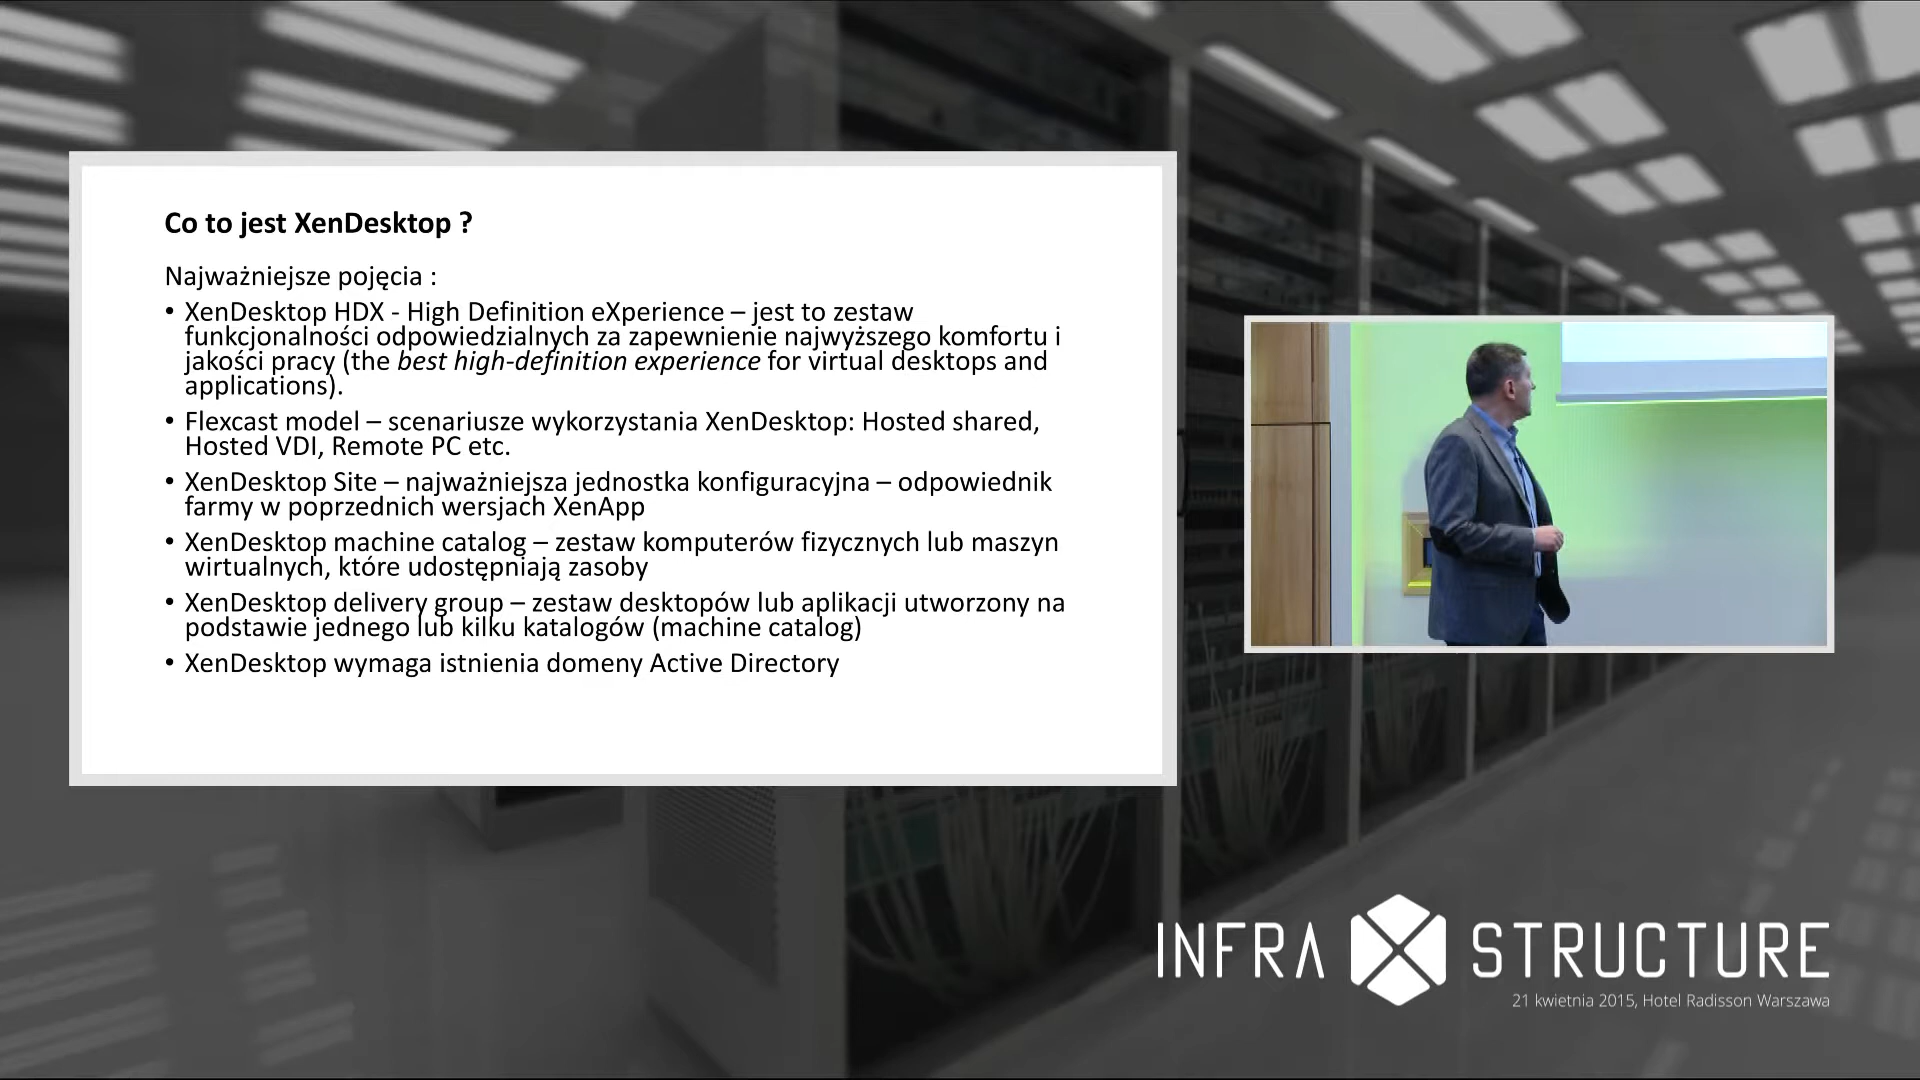 Co to jest XenDesktop ?
Najważniejsze pojęcia :
• XenDesktop HDX - High Definition eXperience – jest to zestaw
funkcjonalności odpowiedzialnych za zapewnienie najwyższego komfortu i
jakości pracy (the best high-definition experience for virtual desktops and
applications).
• Flexcast model – scenariusze wykorzystania XenDesktop: Hosted shared,
Hosted VDI, Remote PC etc.
• XenDesktop Site – najważniejsza jednostka konfiguracyjna – odpowiednik
farmy w poprzednich wersjach XenApp
• XenDesktop machine catalog – zestaw komputerów fizycznych lub maszyn
wirtualnych, które udostępniają zasoby
• XenDesktop delivery group – zestaw desktopów lub aplikacji utworzony na
podstawie jednego lub kilku katalogów (machine catalog)
• XenDesktop wymaga istnienia domeny Active Directory
INFRA STRUCTURE
21 kwietnia 2015, Hotel Radisson Warszawa